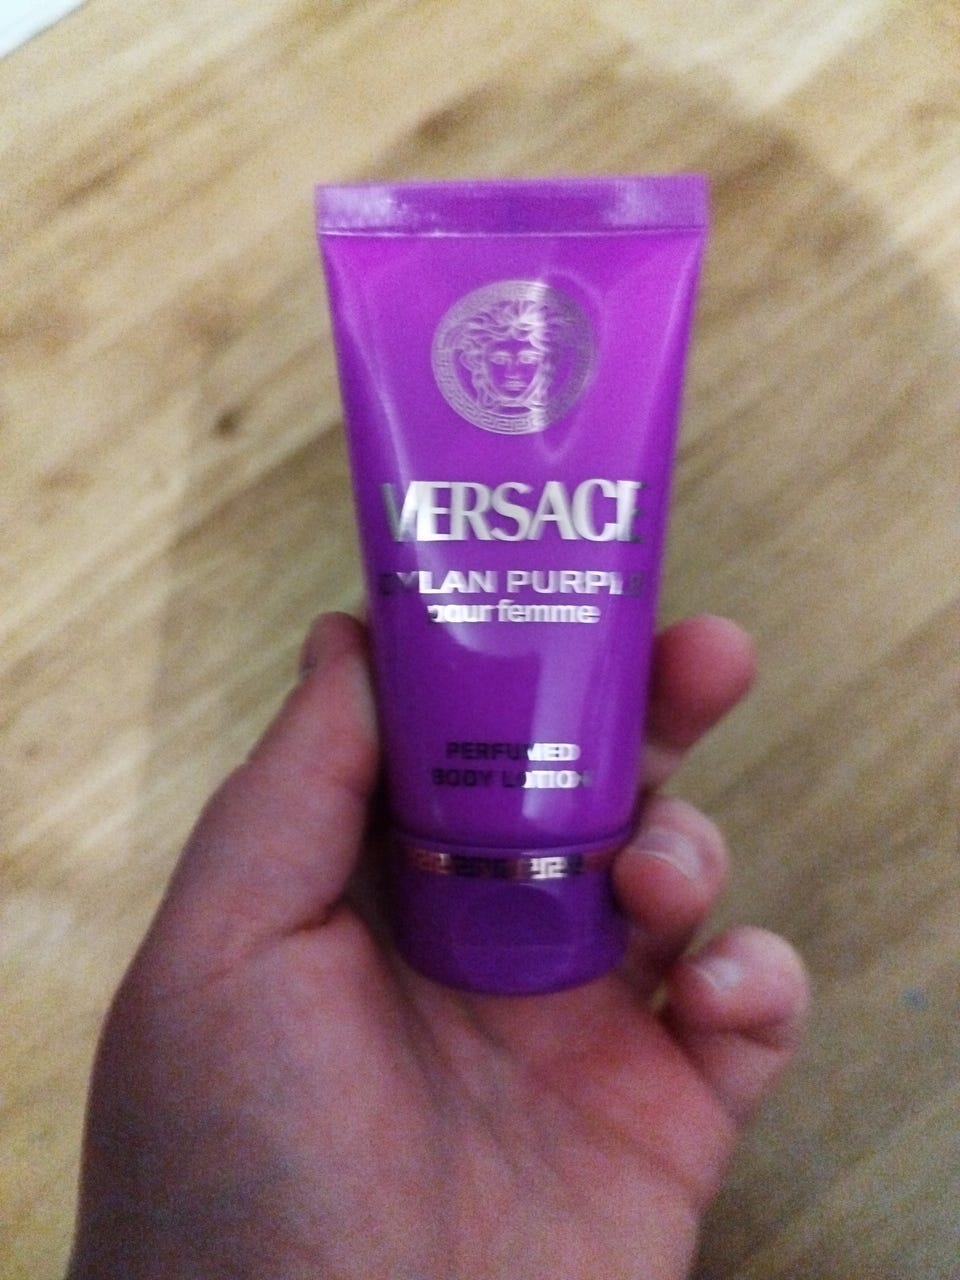 VERSACE
DYLAN PURPLE
pour femme
PERFUMED
BODY LOTION